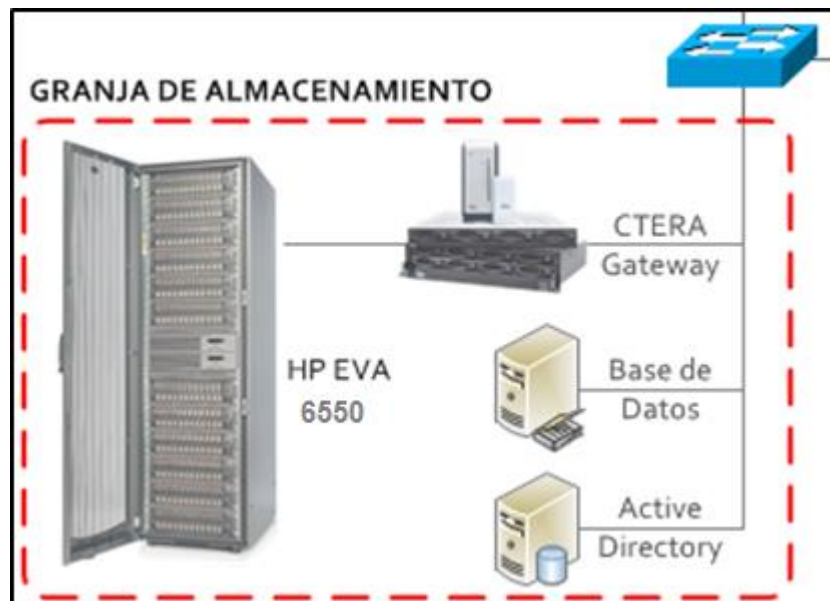 GRANJA DE ALMACENAMIENTO
CTERA
Gateway
HP EVA
6550
Base de
Datos
Active
Directory